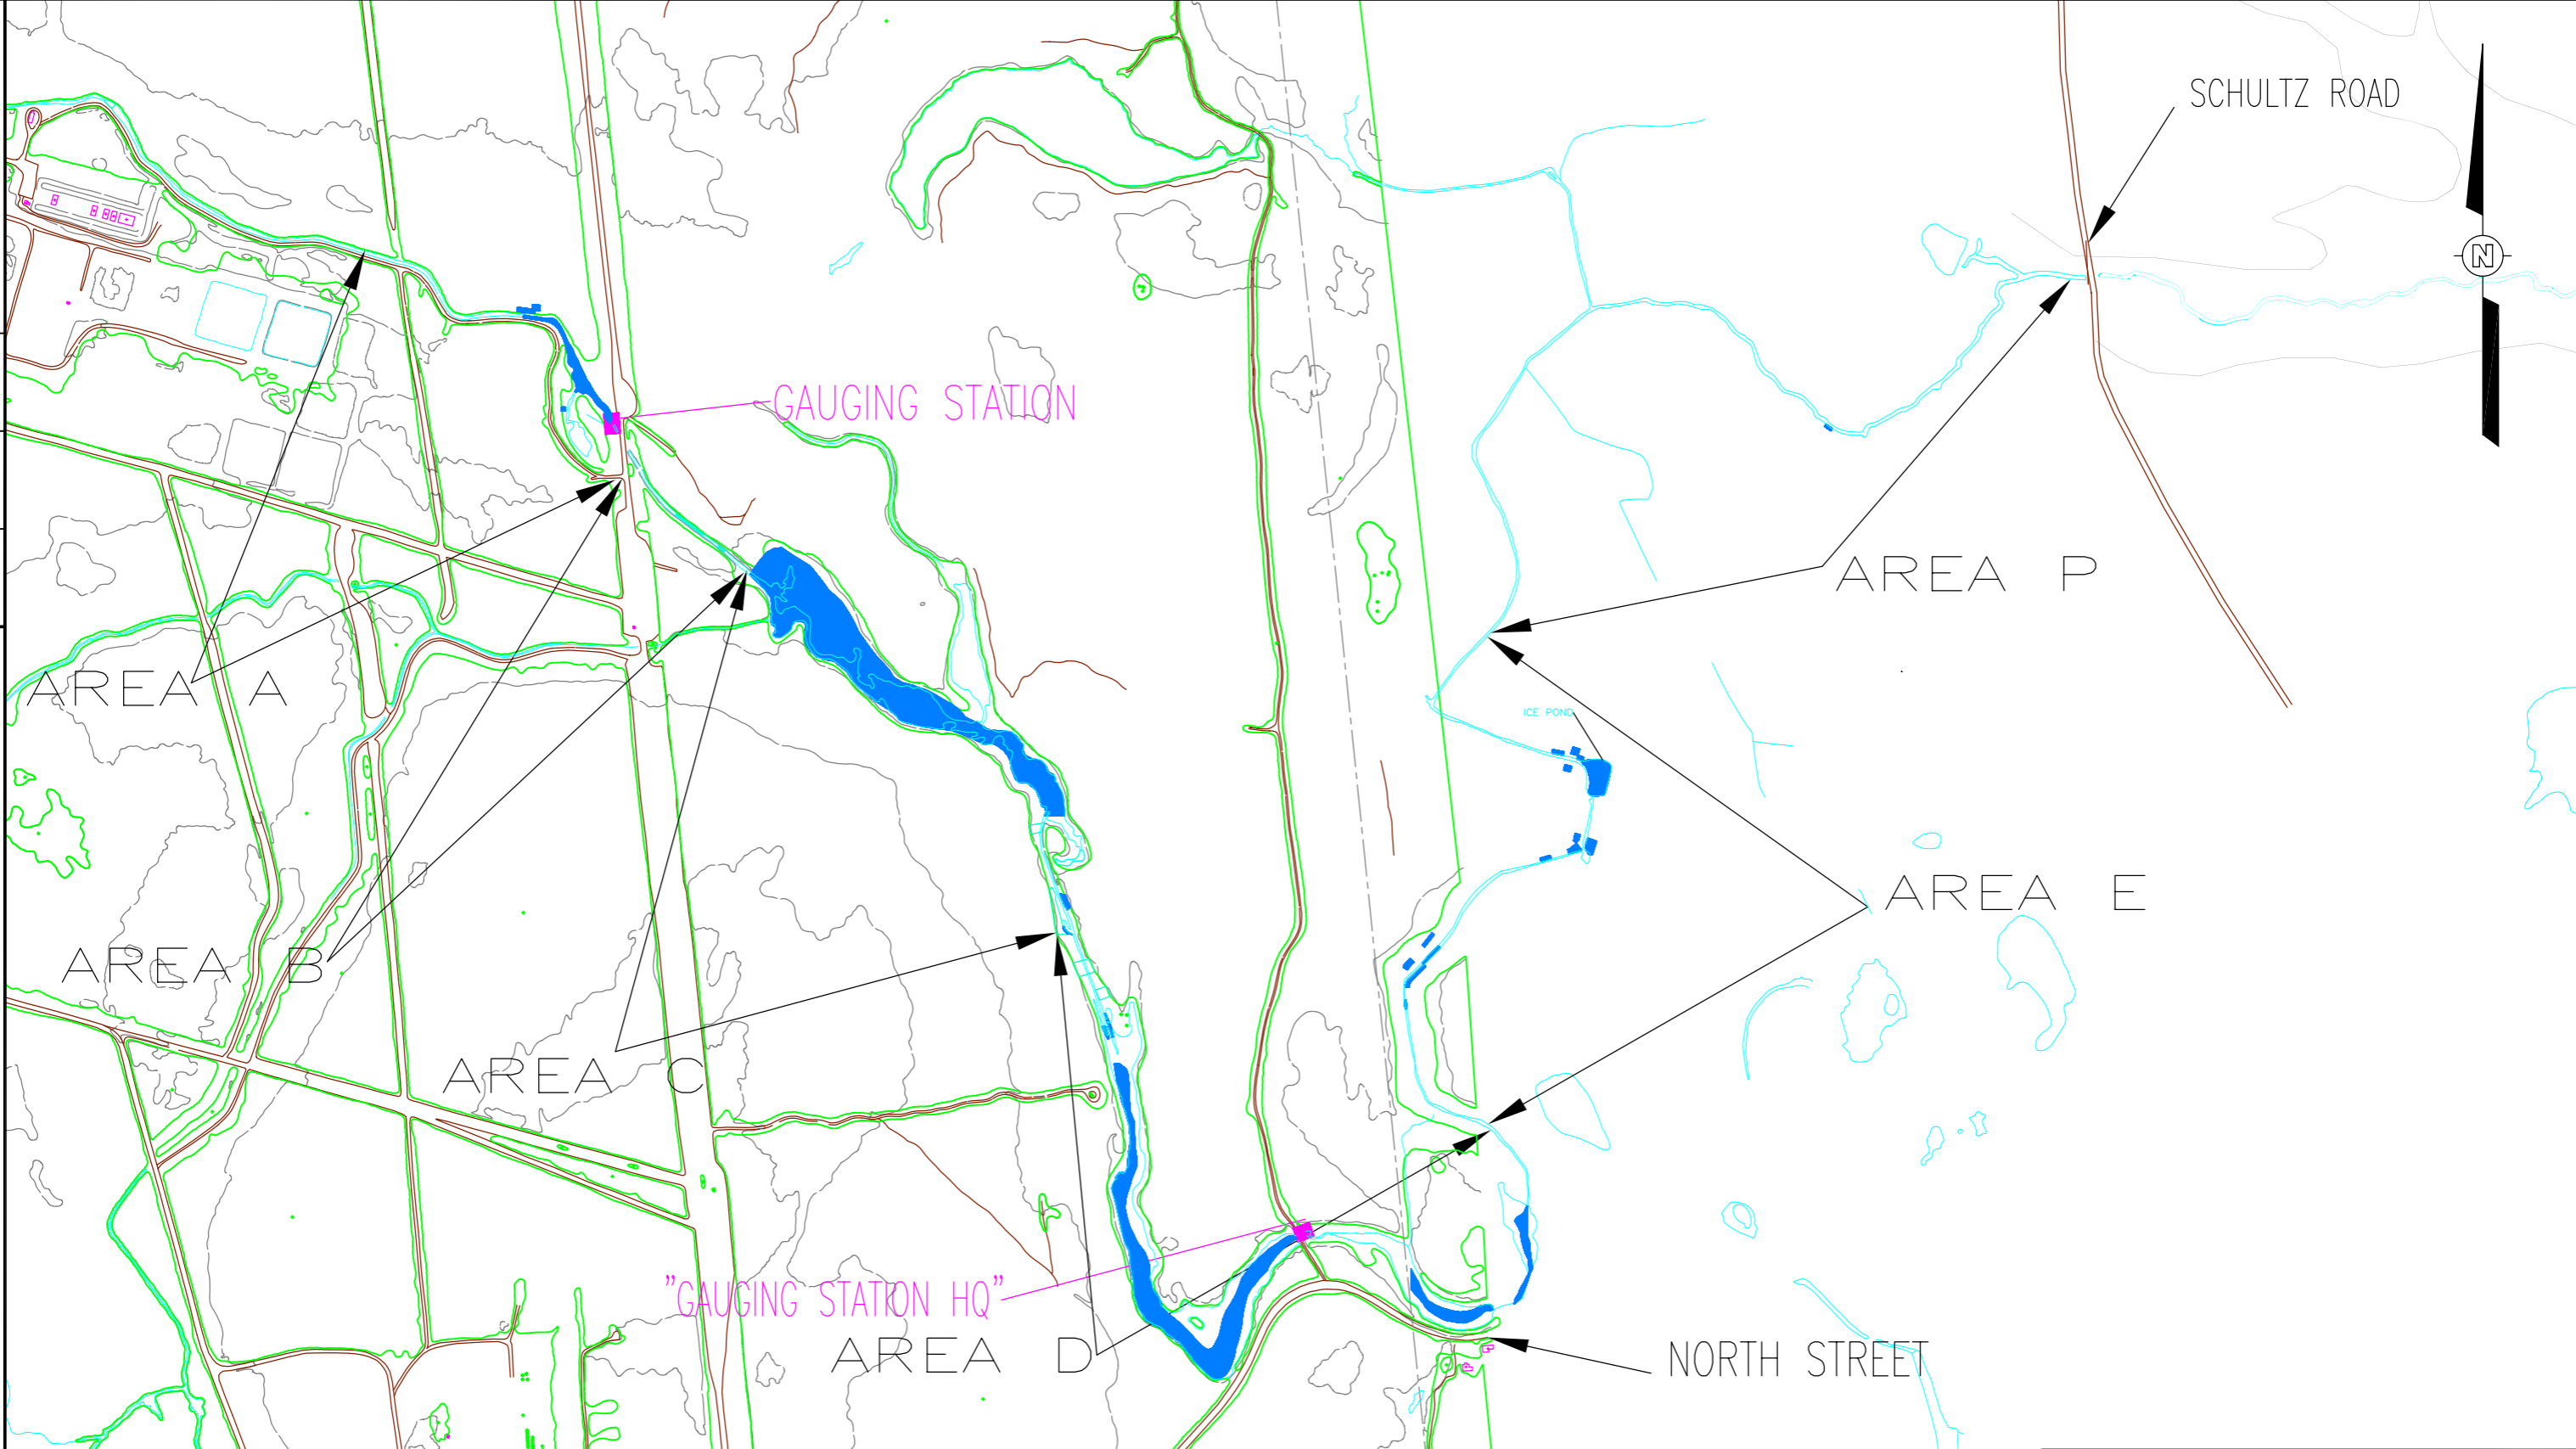 SCHULTZ ROAD
N
GAUGING STATION
AREA P
AREA A
ICE POND
AREA E
AREA B
AREA C
"GAUGING STATION HQ"
AREA D
NORTH STREET